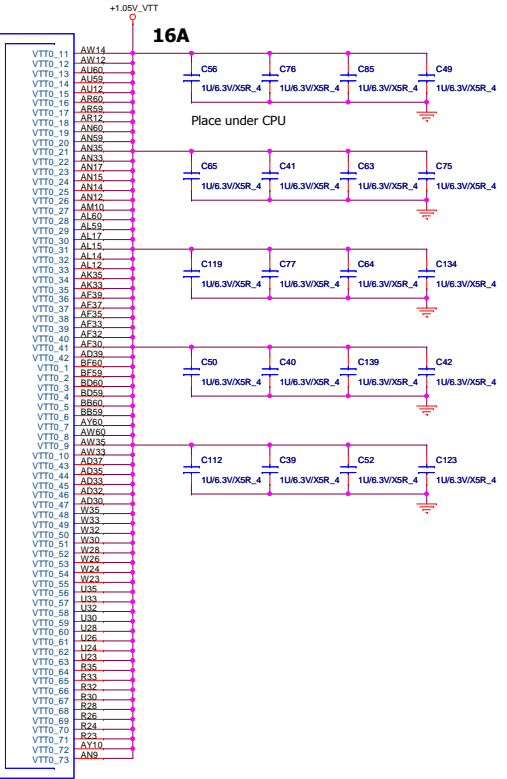 +1.05V_VTT
16A
VTT0_11 AW14
VTT0_12 AW12
VTT0_13 AU60
VTT0_14 AU59
VTT0_15 AU12
VTT0_16 AR60
VTT0_17 AR59
VTT0_18 AR12
VTT0_19 AN60
VTT0_20 AN59
VTT0_21 AN35
VTT0_22 AN33
VTT0_23 AN17
VTT0_24 AN15
VTT0_25 AN14
VTT0_26 AN12
VTT0_27 AM10
VTT0_28 AL60
VTT0_29 AL59
VTT0_30 AL17
VTT0_31 AL15
VTT0_32 AL14
VTT0_33 AL12
VTT0_34 AK35
VTT0_35 AK33
VTT0_36 AF39
VTT0_37 AF37
VTT0_38 AF35
VTT0_39 AF33
VTT0_40 AF32
VTT0_41 AF30
VTT0_42 AD39
VTT0_1 BF60
VTT0_2 BF59
VTT0_3 BD60
VTT0_4 BD59
VTT0_5 BB60
VTT0_6 BB59
VTT0_7 AY60
VTT0_8 AW60
VTT0_9 AW35
VTT0_10 AW33
VTT0_43 AD37
VTT0_44 AD35
VTT0_45 AD33
VTT0_46 AD32
VTT0_47 AD30
VTT0_48 W35
VTT0_49 W33
VTT0_50 W32
VTT0_51 W30
VTT0_52 W28
VTT0_53 W26
VTT0_54 W24
VTT0_55 W23
VTT0_56 U35
VTT0_57 U33
VTT0_58 U32
VTT0_59 U30
VTT0_60 U28
VTT0_61 U26
VTT0_62 U24
VTT0_63 U23
VTT0_64 R35
VTT0_65 R33
VTT0_66 R32
VTT0_67 R30
VTT0_68 R28
VTT0_69 R26
VTT0_70 R24
VTT0_71 R23
VTT0_72 AY10
VTT0_73 AN9
C56 C76 C85 C49
1U/6.3V/X5R_4 1U/6.3V/X5R_4 1U/6.3V/X5R_4 1U/6.3V/X5R_4
Place under CPU
C65 C41 C63 C75
1U/6.3V/X5R_4 1U/6.3V/X5R_4 1U/6.3V/X5R_4 1U/6.3V/X5R_4
C119 C77 C64 C134
1U/6.3V/X5R_4 1U/6.3V/X5R_4 1U/6.3V/X5R_4 1U/6.3V/X5R_4
C50 C40 C139 C42
1U/6.3V/X5R_4 1U/6.3V/X5R_4 1U/6.3V/X5R_4 1U/6.3V/X5R_4
C112 C39 C52 C123
1U/6.3V/X5R_4 1U/6.3V/X5R_4 1U/6.3V/X5R_4 1U/6.3V/X5R_4